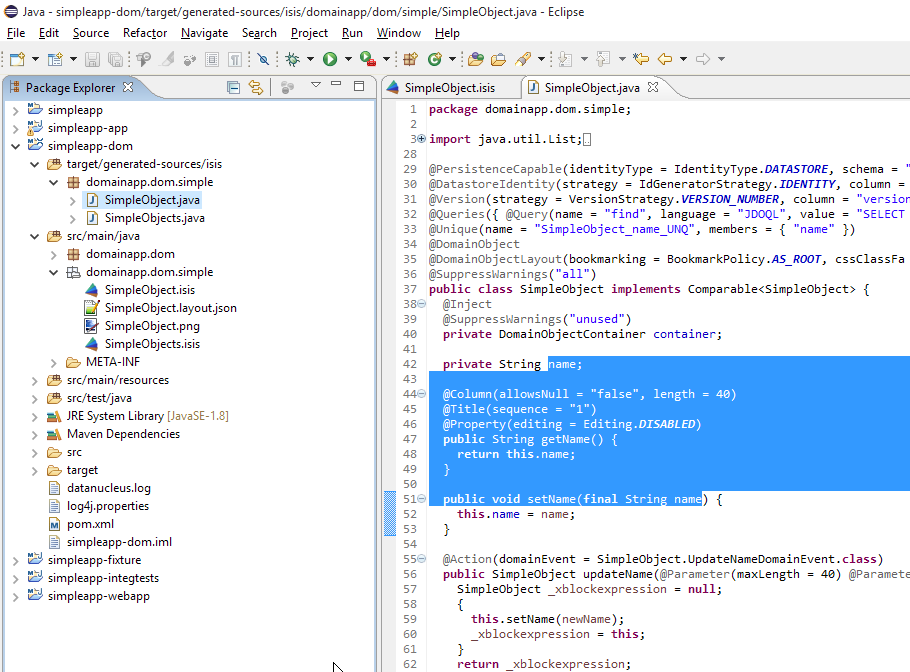 Java - simpleapp-dom/target/generated-sources/isis/domainapp/dom/simple/SimpleObject.java - Eclipse
File Edit Source Refactor Navigate Search Project Run Window Help
Package Explorer
simpleapp
simpleapp-app
simpleapp-dom
target/generated-sources/isis
domainapp.dom.simple
SimpleObject.java
SimpleObjects.java
src/main/java
domainapp.dom
domainapp.dom.simple
SimpleObject.isis
SimpleObject.layout.json
SimpleObject.png
SimpleObjects.isis
META-INF
src/main/resources
src/test/java
JRE System Library [JavaSE-1.8]
Maven Dependencies
src
target
datanucleus.log
log4j.properties
pom.xml
simpleapp-dom.iml
simpleapp-fixture
simpleapp-integtests
simpleapp-webapp
SimpleObject.isis SimpleObject.java
1 package domainapp.dom.simple;
2
3 import java.util.List;
28
29 @PersistenceCapable(identityType = IdentityType.DATASTORE, schema = "
30 @DatastoreIdentity(strategy = IdGeneratorStrategy.IDENTITY, column =
31 @Version(strategy = VersionStrategy.VERSION_NUMBER, column = "version
32 @Queries({ @Query(name = "find", language = "JDOQL", value = "SELECT
33 @Unique(name = "SimpleObject_name_UNQ", members = { "name" })
34 @DomainObject
35 @DomainObjectLayout(bookmarking = BookmarkPolicy.AS_ROOT, cssClassFa
36 @SuppressWarnings("all")
37 public class SimpleObject implements Comparable<SimpleObject> {
38 @Inject
39 @SuppressWarnings("unused")
40 private DomainObjectContainer container;
41
42 private String name;
43
44 @Column(allowsNull = "false", length = 40)
45 @Title(sequence = "1")
46 @Property(editing = Editing.DISABLED)
47 public String getName() {
48 return this.name;
49 }
50
51 public void setName(final String name) {
52 this.name = name;
53 }
54
55 @Action(domainEvent = SimpleObject.UpdateNameDomainEvent.class)
56 public SimpleObject updateName(@Parameter(maxLength = 40) @Paramete
57 SimpleObject _xblockexpression = null;
58 {
59 this.setName(newName);
60 _xblockexpression = this;
61 }
62 return _xblockexpression;